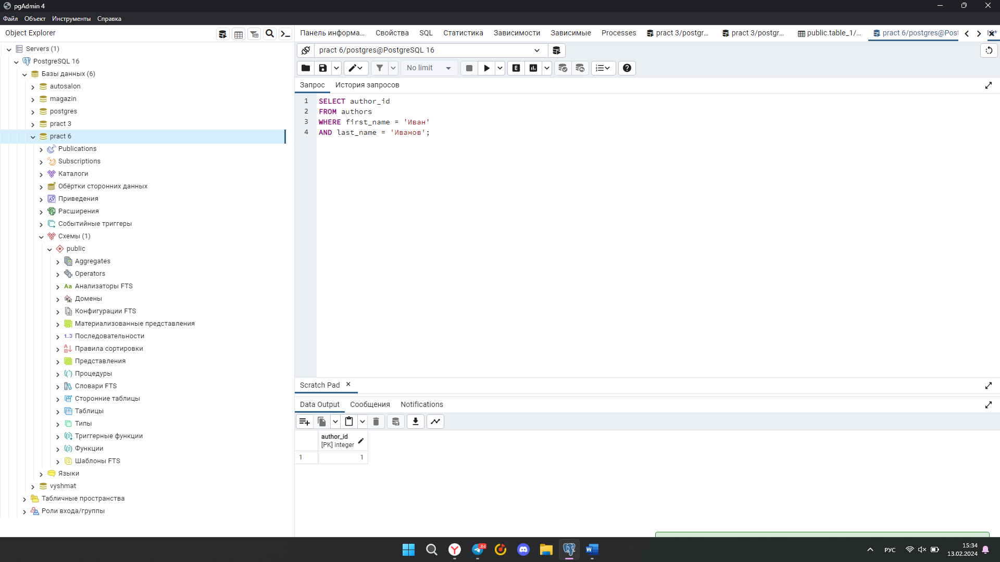 pgAdmin 4
Файл Объект Инструменты Справка
Object Explorer
Servers (1)
PostgreSQL 16
Базы данных (6)
autosalon
magazin
postgres
pract 3
pract 6
Publications
Subscriptions
Каталоги
Обёртки сторонних данных
Приведения
Расширения
Событийные триггеры
Схемы (1)
public
Aggregates
Operators
Aa Анализаторы FTS
Домены
Конфигурации FTS
Материализованные представления
1..3 Последовательности
Правила сортировки
Представления
Процедуры
Словари FTS
Сторонние таблицы
Таблицы
Типы
Триггерные функции
Функции
Шаблоны FTS
Языки
vyshmat
Табличные пространства
Роли входа/группы
Панель информа... Свойства SQL Статистика Зависимости Зависимые Processes pract 3/postgr... pract 3/postgr... public.table_1/... pract 6/postgres@Post
pract 6/postgres@PostgreSQL 16
No limit E
Запрос История запросов
1 SELECT author_id
2 FROM authors
3 WHERE first_name = 'Иван'
4 AND last_name = 'Иванов';
Scratch Pad
Data Output Сообщения Notifications
author_id
[PK] integer
1 1
84
РУС
15:34
13.02.2024